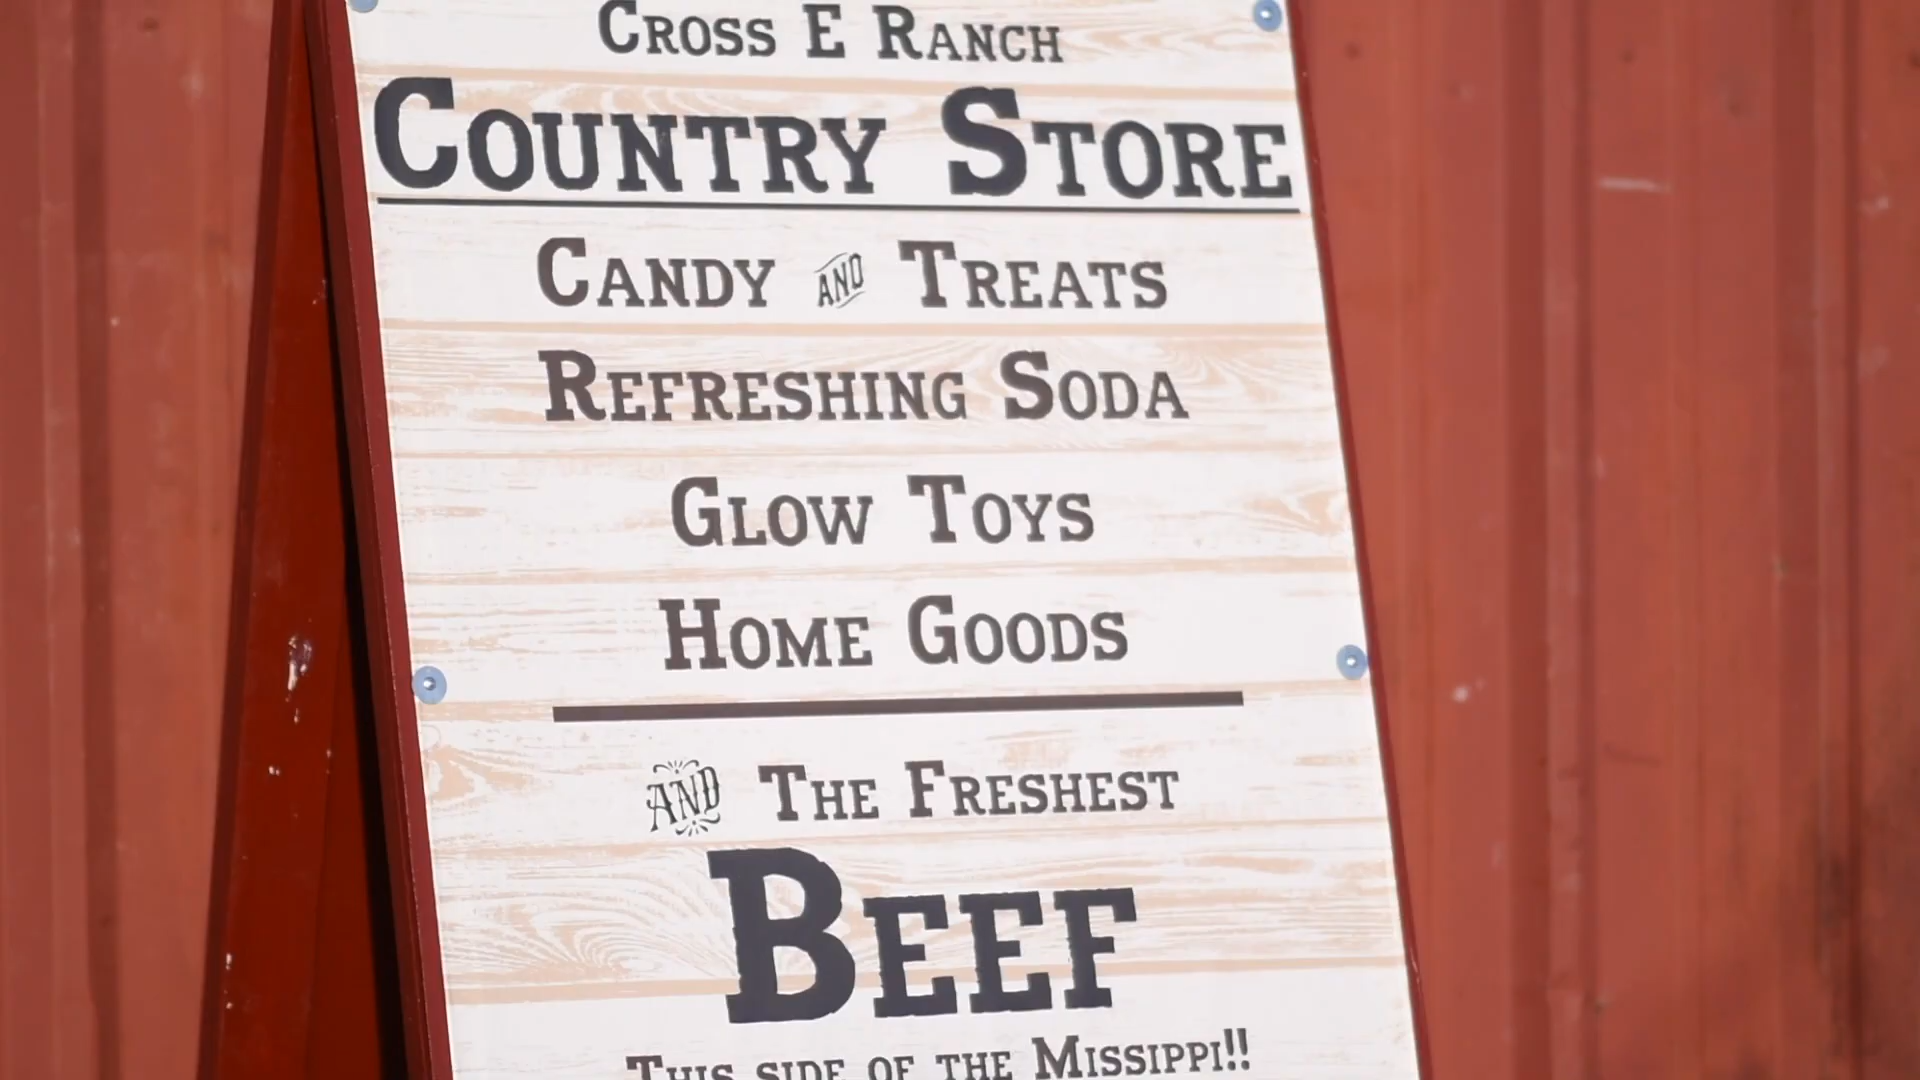 Cross E Ranch
Country Store
Candy and Treats
Refreshing Soda
Glow Toys
Home Goods
and The Freshest
Beef
This side of the Missippi!!